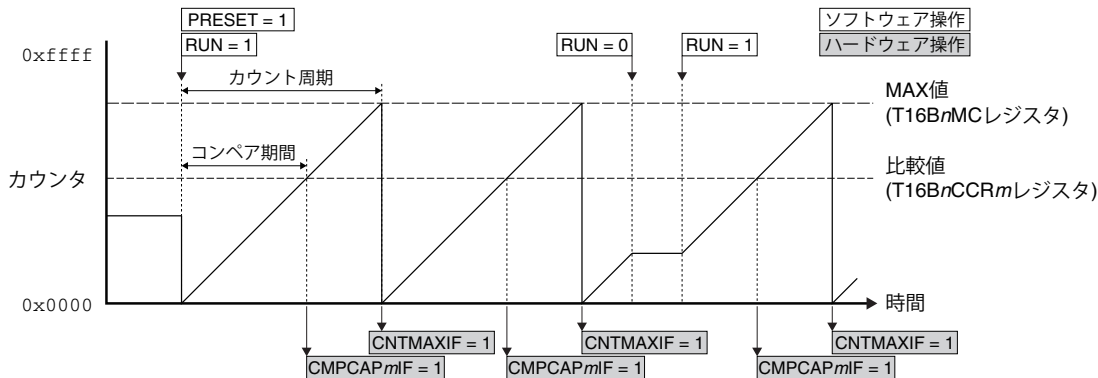 PRESET = 1
RUN = 1
RUN = 0
RUN = 1
ソフトウェア操作
ハードウェア操作
0xffff
カウント周期
MAX値
(T16BnMCレジスタ)
コンペア期間
比較値
(T16BnCCRmレジスタ)
カウンタ
0x0000
時間
CNTMAXIF = 1
CNTMAXIF = 1
CNTMAXIF = 1
CMPCAPmIF = 1
CMPCAPmIF = 1
CMPCAPmIF = 1